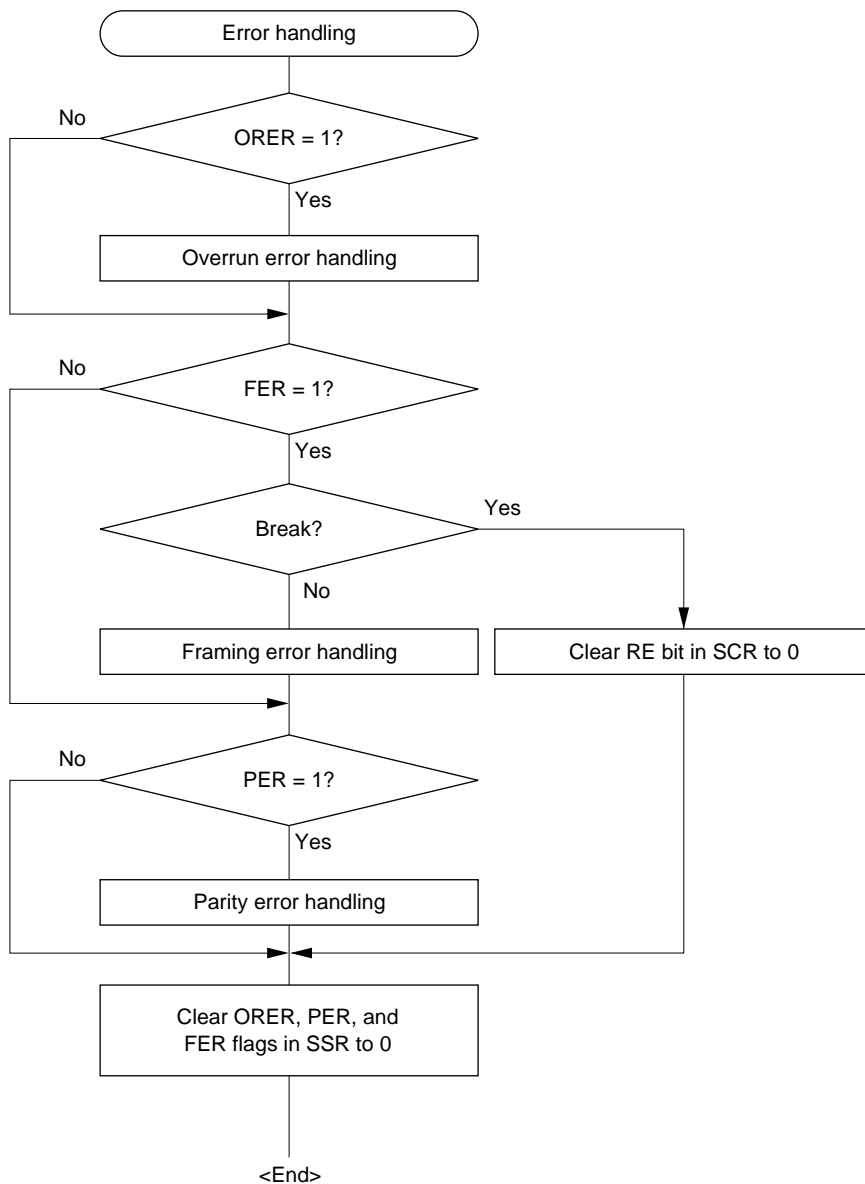 Error handling
No
ORER = 1?
Yes
Overrun error handling
No
FER = 1?
Yes
Break?
Yes
No
Framing error handling
Clear RE bit in SCR to 0
No
PER = 1?
Yes
Parity error handling
Clear ORER, PER, and
FER flags in SSR to 0
<End>